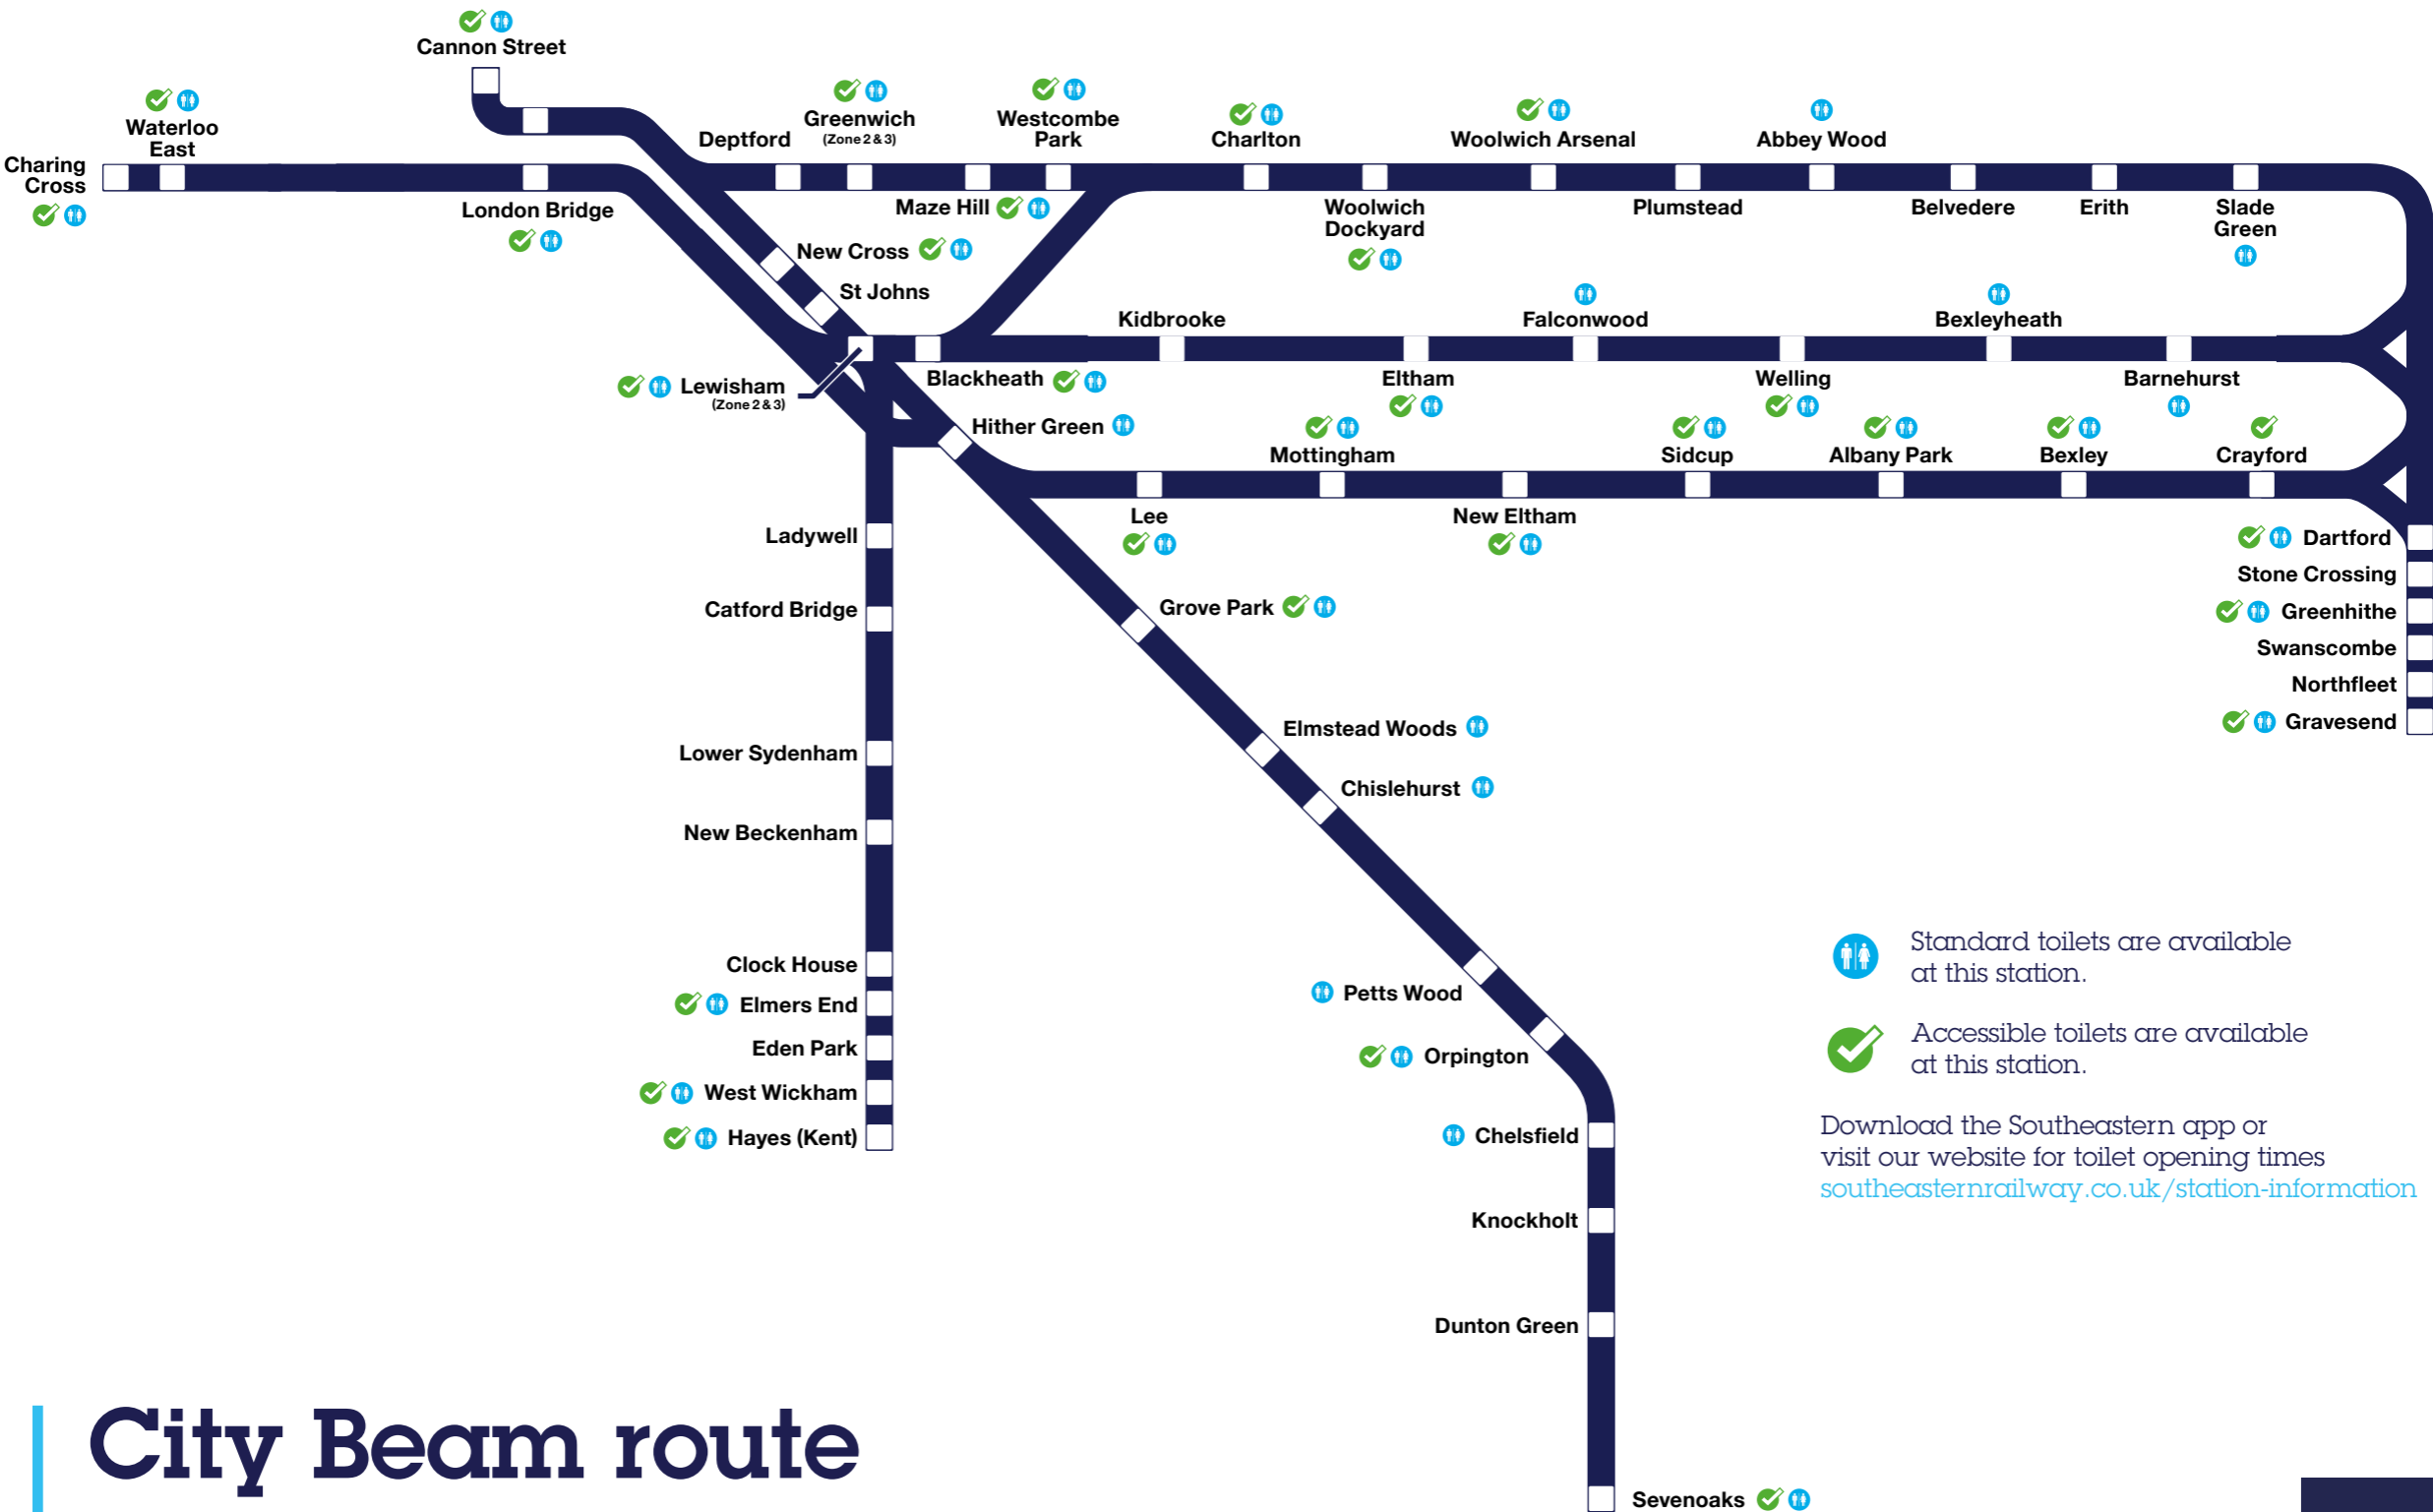 Cannon Street
Waterloo
East
Charing
Cross
London Bridge
Deptford
Greenwich
(Zone 2 & 3)
Westcombe
Park
Maze Hill
New Cross
St Johns
Charlton
Woolwich
Dockyard
Woolwich Arsenal
Plumstead
Abbey Wood
Belvedere
Erith
Slade
Green
Lewisham
(Zone 2 & 3)
Blackheath
Kidbrooke
Eltham
Falconwood
Welling
Bexleyheath
Barnehurst
Hither Green
Lee
Mottingham
New Eltham
Sidcup
Albany Park
Bexley
Crayford
Dartford
Stone Crossing
Greenhithe
Swanscombe
Northfleet
Gravesend
Ladywell
Catford Bridge
Lower Sydenham
New Beckenham
Clock House
Elmers End
Eden Park
West Wickham
Hayes (Kent)
Grove Park
Elmstead Woods
Chislehurst
Petts Wood
Orpington
Chelsfield
Knockholt
Dunton Green
Sevenoaks
Standard toilets are available
at this station.
Accessible toilets are available
at this station.
Download the Southeastern app or
visit our website for toilet opening times
southeasternrailway.co.uk/station-information
City Beam route